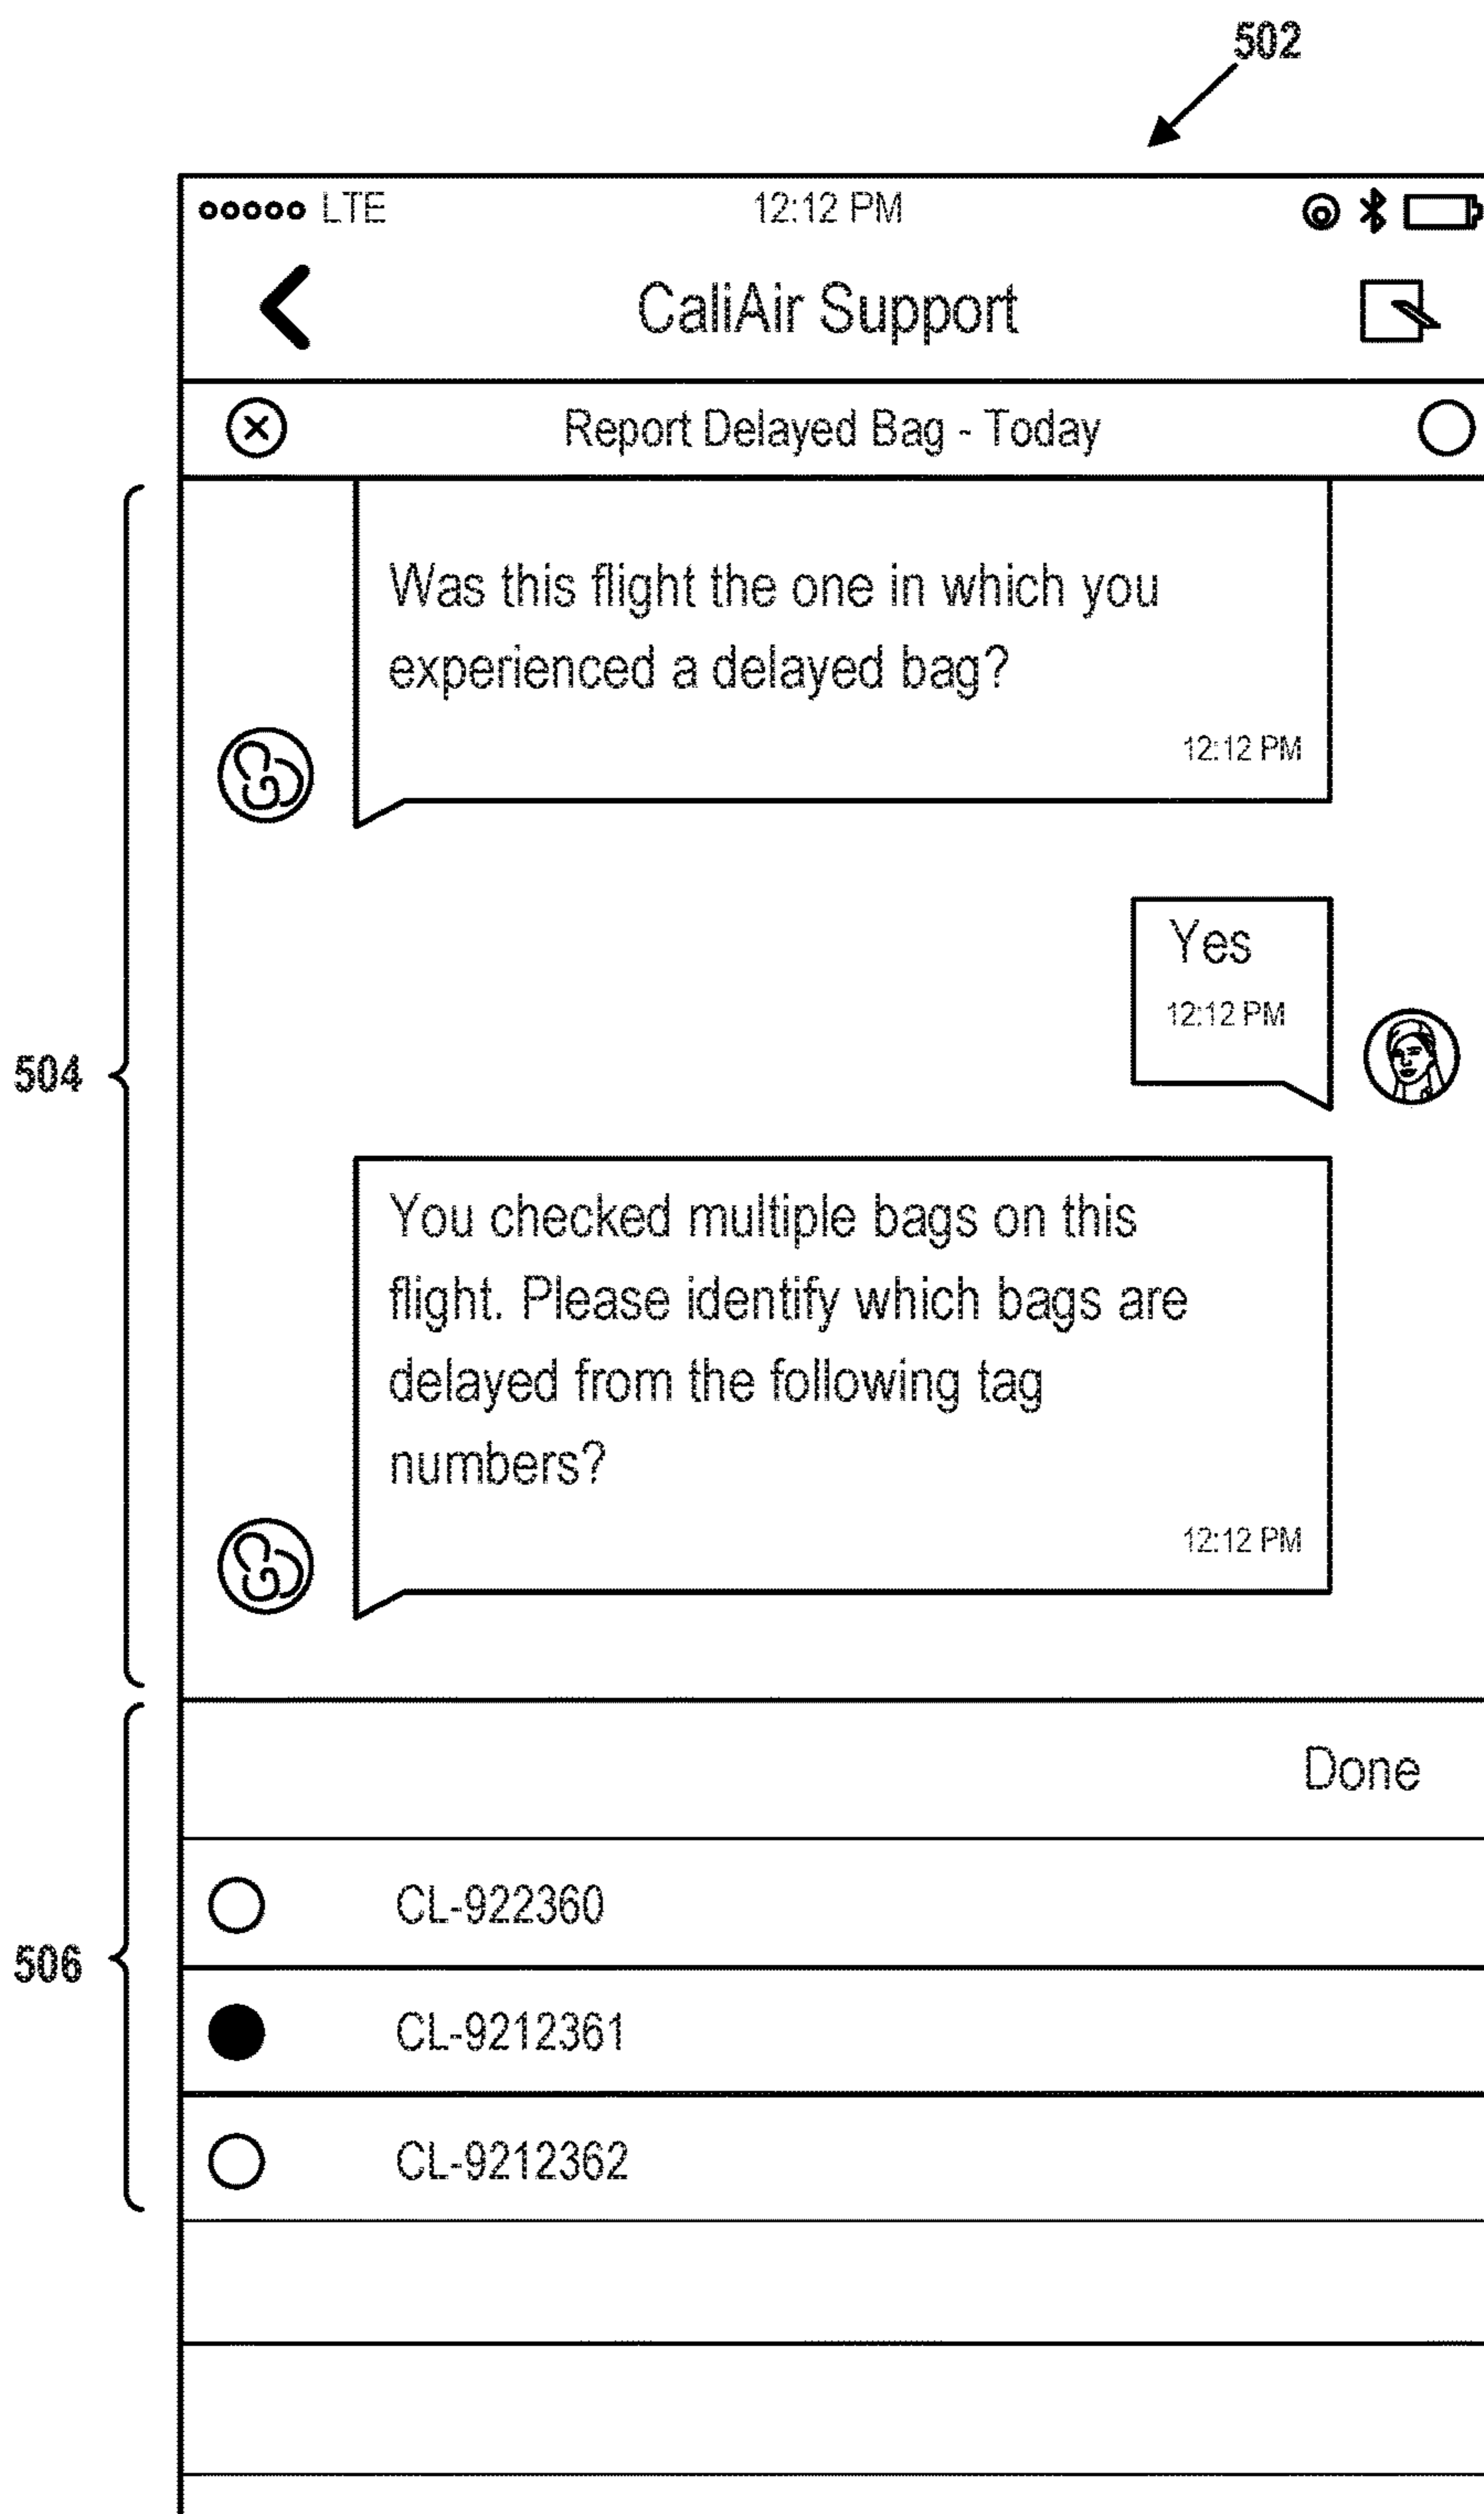 502
LTE 12:12 PM
CaliAir Support
Report Delayed Bag - Today
Was this flight the one in which you
experienced a delayed bag?
12:12 PM
Yes
12:12 PM
504
You checked multiple bags on this
flight. Please identify which bags are
delayed from the following tag
numbers?
12:12 PM
Done
CL-922360
506
CL-9212361
CL-9212362